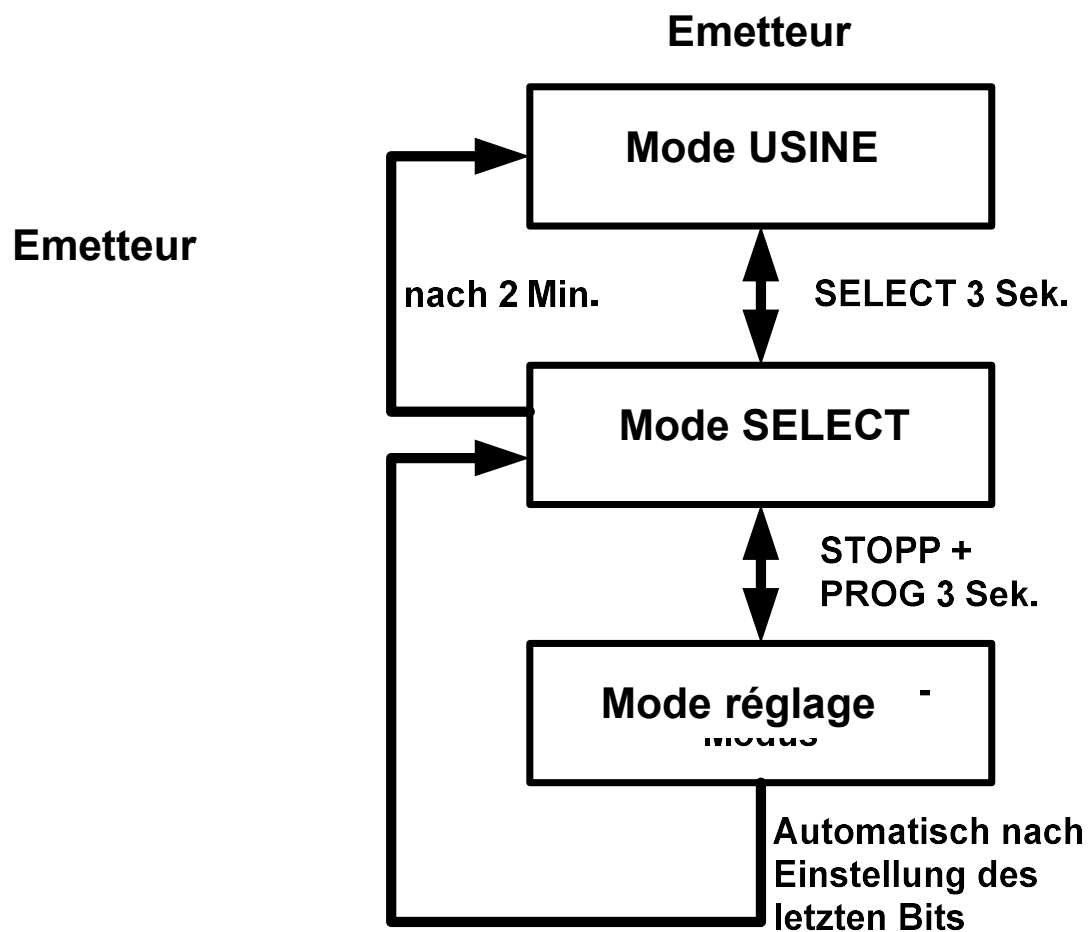 Emetteur
Mode USINE
Emetteur
nach 2 Min.
SELECT 3 Sek.
Mode SELECT
STOPP +
PROG 3 Sek.
Mode réglage -
Automatisch nach
Einstellung des
letzten Bits